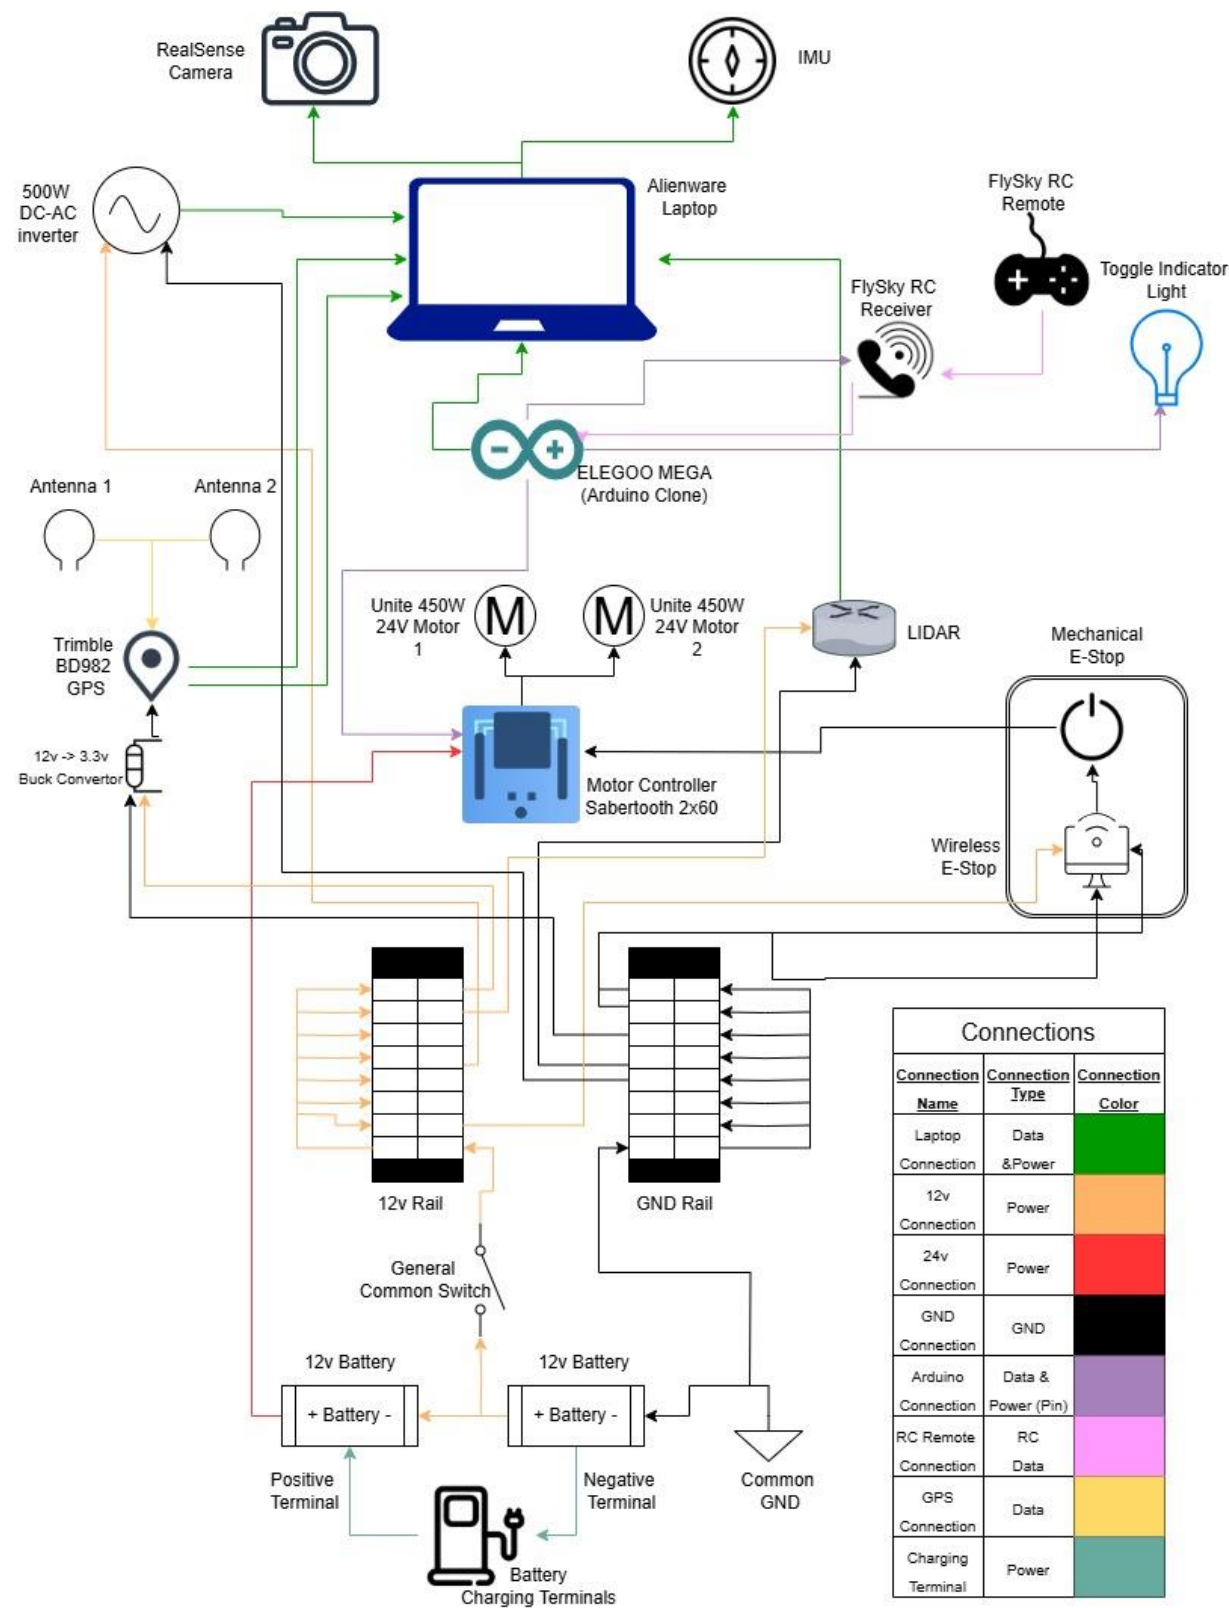 RealSense
Camera
IMU
500W
DC-AC
inverter
Alienware
Laptop
FlySky RC
Remote
FlySky RC
Receiver
Toggle Indicator
Light
ELEGOO MEGA
(Arduino Clone)
Antenna 1
Antenna 2
Trimble
BD982
GPS
12v -> 3.3v
Buck Convertor
Unite 450W
24V Motor
1
M
M
Unite 450W
24V Motor
2
LIDAR
Mechanical
E-Stop
Motor Controller
Sabertooth 2x60
Wireless
E-Stop
12v Rail
GND Rail
General
Common Switch
12v Battery
12v Battery
+ Battery -
+ Battery -
Positive
Terminal
Negative
Terminal
Common
GND
Battery
Charging Terminals
Connections
Connection Name
Connection Type
Connection Color
Laptop Connection
Data &Power
12v Connection
Power
24v Connection
Power
GND Connection
GND
Arduino Connection
Data & Power (Pin)
RC Remote Connection
RC Data
GPS Connection
Data
Charging Terminal
Power